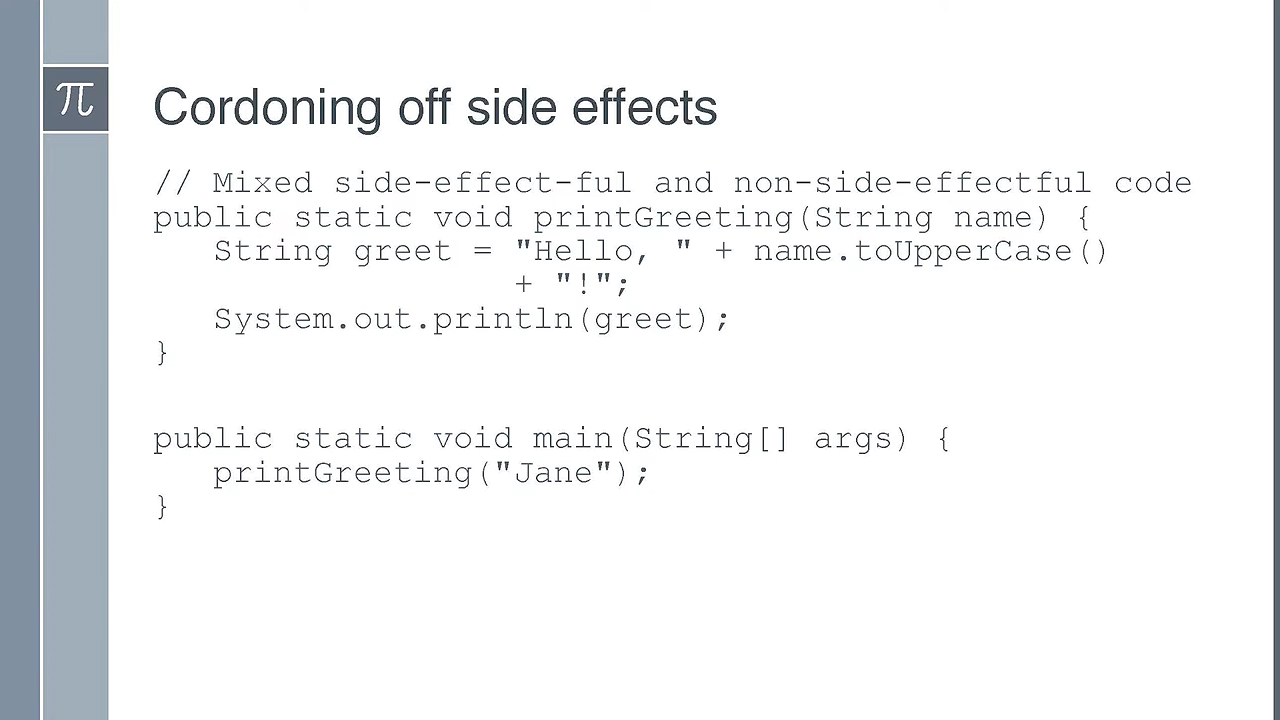 π
Cordoning off side effects
// Mixed side-effect-ful and non-side-effectful code
public static void printGreeting(String name) {
   String greet = "Hello, " + name.toUpperCase()
                  + "!";
   System.out.println(greet);
}
public static void main(String[] args) {
   printGreeting("Jane");
}